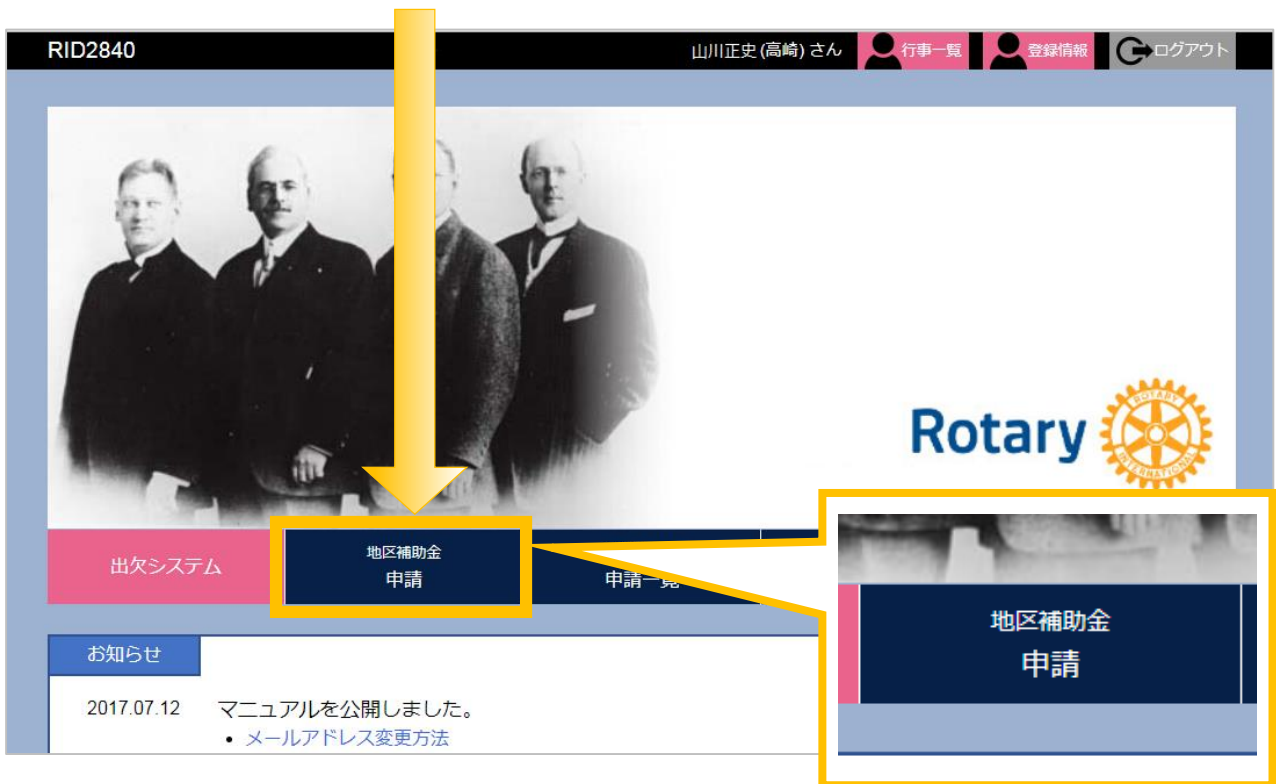 RID2840
山川正史(高崎) さん
行事一覧
登録情報
ログアウト
Rotary
ROTARY
INTERNATIONAL
出欠システム
地区補助金
申請
申請一覧
地区補助金
申請
お知らせ
2017.07.12 マニュアルを公開しました。
• メールアドレス変更方法